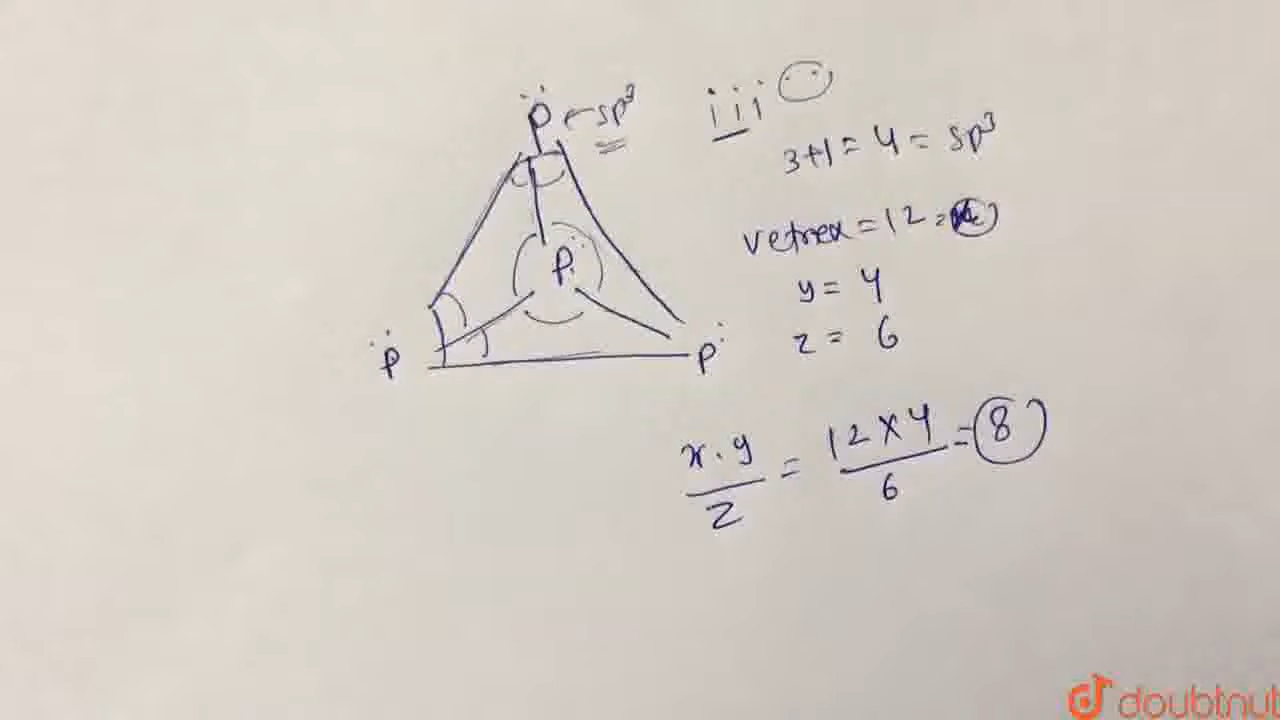 P ← sp³
iii
3+1 = 4 = sp³
vetrex = 12 = x
P
y = 4
z = 6
P
P
x.y/z = 12×4/6 = 8
doubtnut